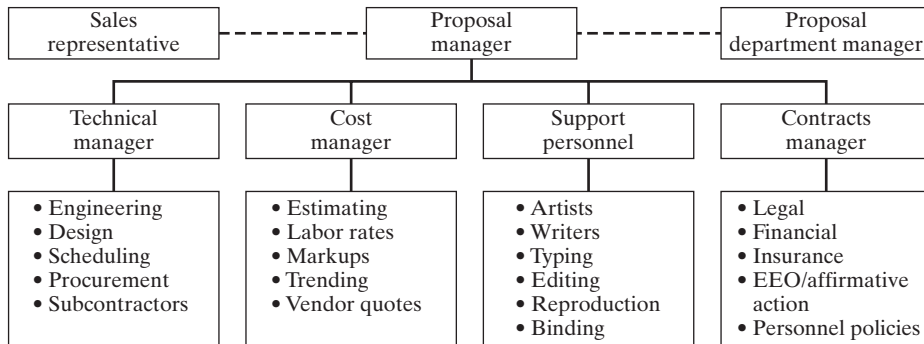 Sales
representative
Proposal
manager
Proposal
department manager
Technical
manager
Cost
manager
Support
personnel
Contracts
manager
• Engineering
• Design
• Scheduling
• Procurement
• Subcontractors
• Estimating
• Labor rates
• Markups
• Trending
• Vendor quotes
• Artists
• Writers
• Typing
• Editing
• Reproduction
• Binding
• Legal
• Financial
• Insurance
• EEO/affirmative
action
• Personnel policies